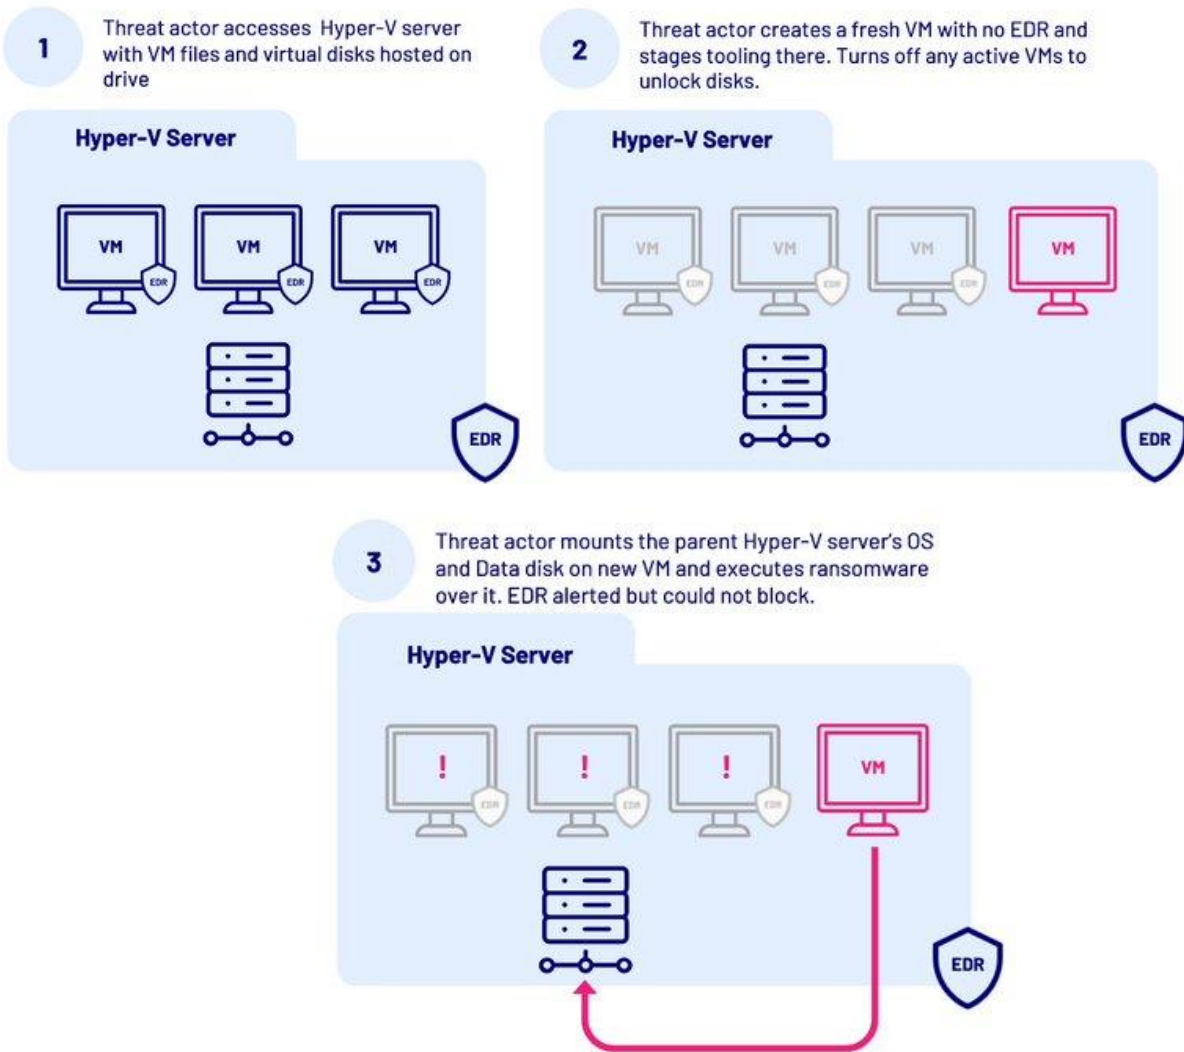 1
Threat actor accesses Hyper-V server
with VM files and virtual disks hosted on
drive
Hyper-V Server
VM
VM
VM
EDR
EDR
EDR
EDR
2
Threat actor creates a fresh VM with no EDR and
stages tooling there. Turns off any active VMs to
unlock disks.
Hyper-V Server
VM
VM
VM
VM
EDR
EDR
EDR
EDR
3
Threat actor mounts the parent Hyper-V server's OS
and Data disk on new VM and executes ransomware
over it. EDR alerted but could not block.
Hyper-V Server
!
!
!
VM
EDR
EDR
EDR
EDR